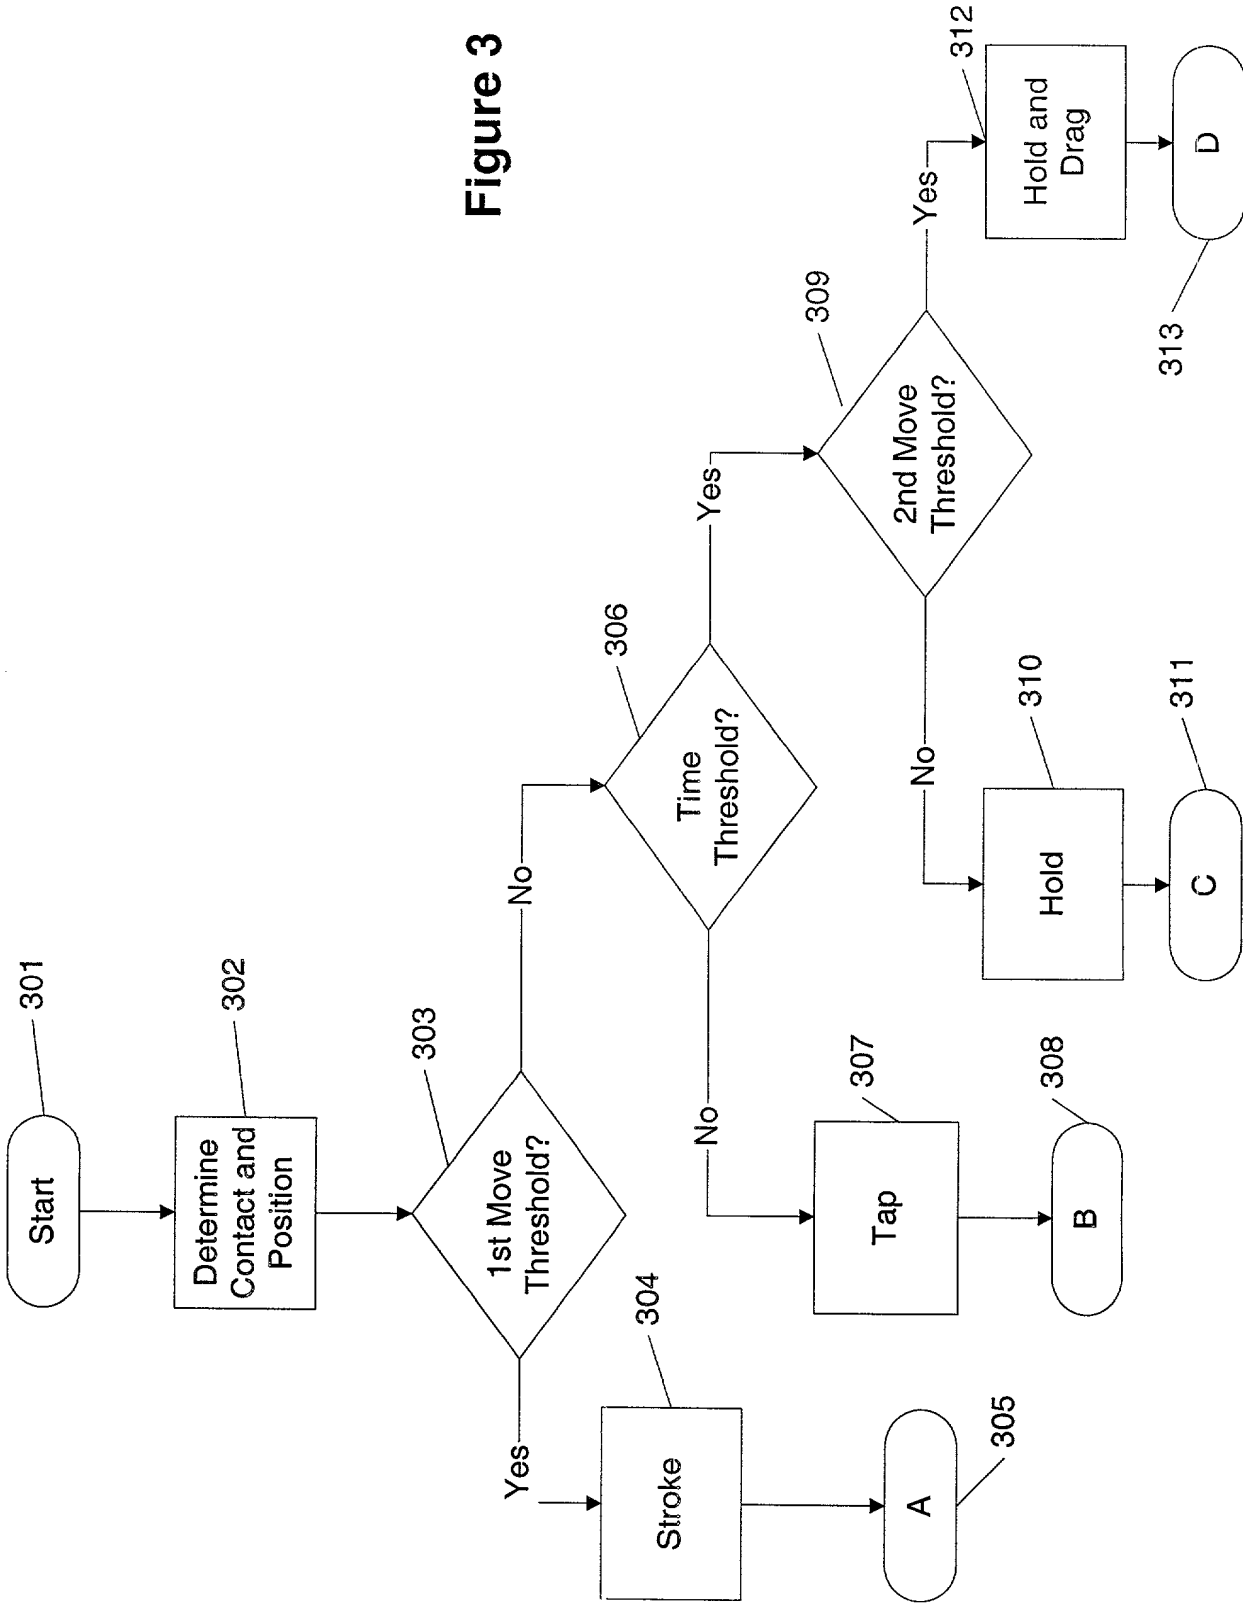 Figure 3
Start
301
Determine
Contact and
Position
302
1st Move
Threshold?
303
Yes
No
Stroke
304
A
305
Time
Threshold?
306
No
Yes
Tap
307
B
308
2nd Move
Threshold?
309
No
Yes
Hold
310
C
311
Hold and
Drag
312
D
313